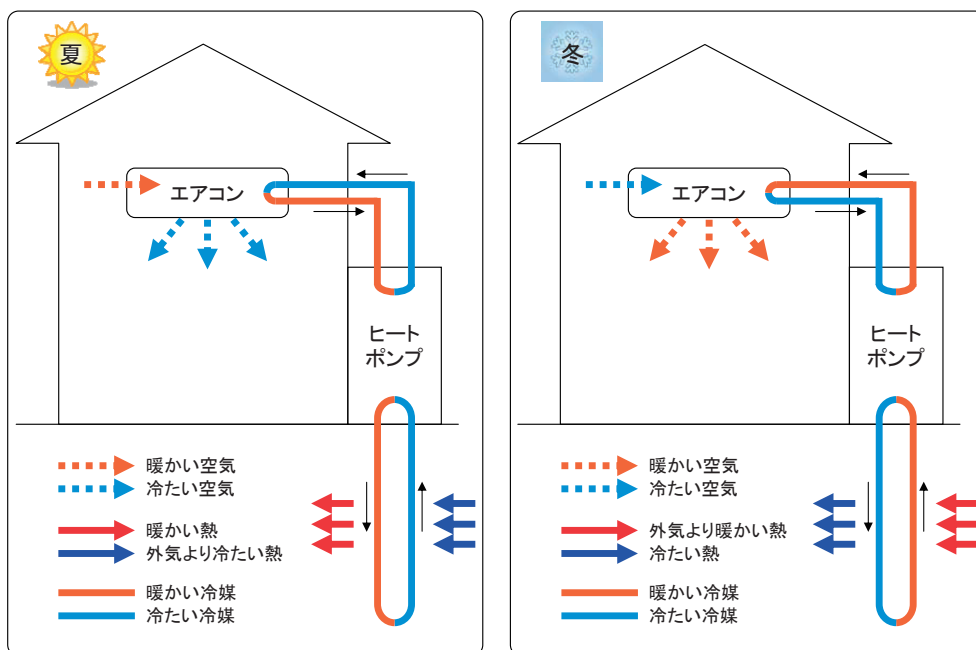 夏
エアコン
ヒート
ポンプ
暖かい空気
冷たい空気
暖かい熱
外気より冷たい熱
暖かい冷媒
冷たい冷媒
冬
エアコン
ヒート
ポンプ
暖かい空気
冷たい空気
外気より暖かい熱
冷たい熱
暖かい冷媒
冷たい冷媒